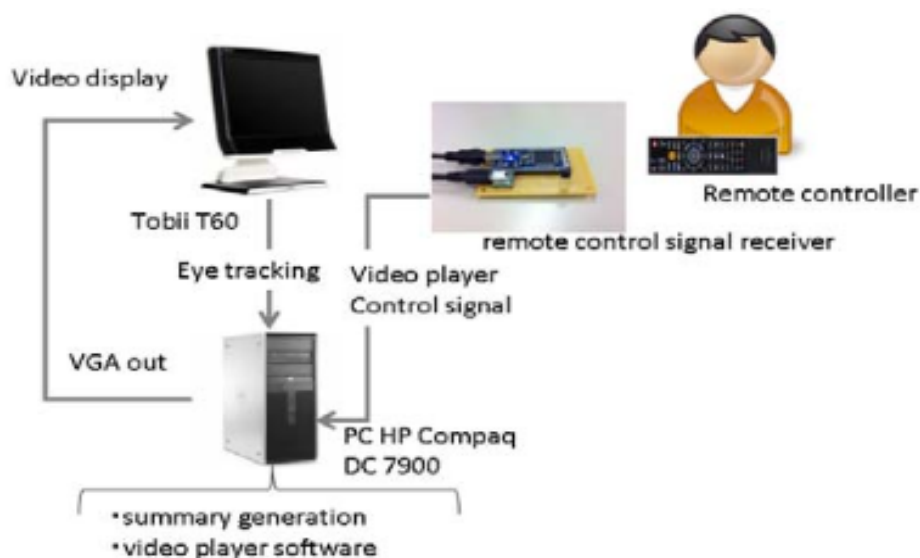 Video display
Tobii T60
Remote controller
remote control signal receiver
Eye tracking
Video player
Control signal
VGA out
PC HP Compaq
DC 7900
•summary generation
•video player software